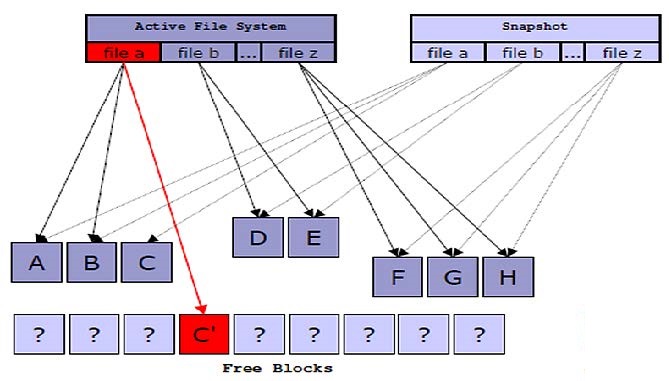 Active File System
Snapshot
file a file b ... file z
file a file b ... file z
A B C
D E
F G H
? ? ? C' ? ? ? ? ?
Free Blocks